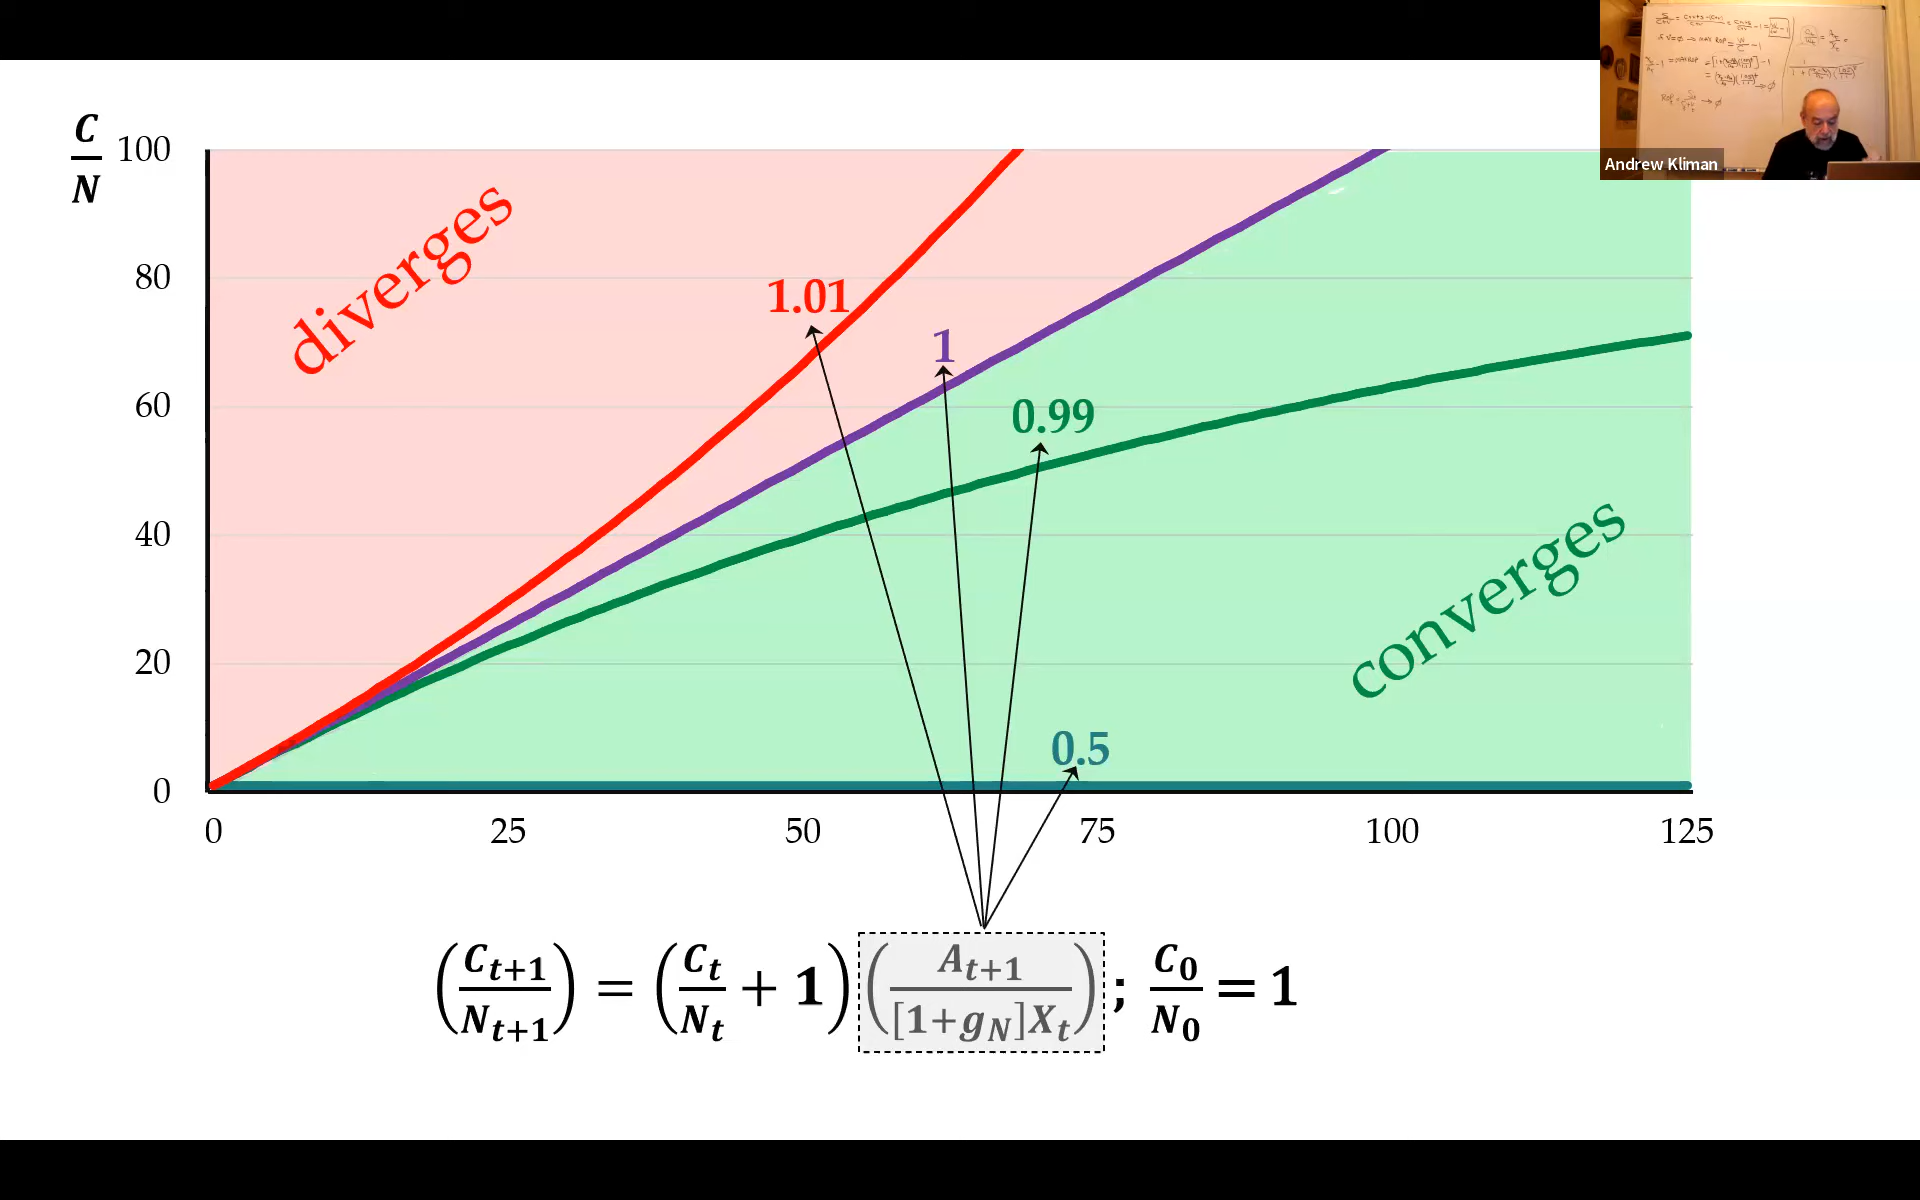 C/N
100
80
60
40
20
0
diverges
1.01
1
0.99
0.5
converges
0 25 50 75 100 125
(C_{t+1}/N_{t+1}) = (C_t/N_t + 1)(A_{t+1}/[1+g_N]X_t); C_0/N_0 = 1
Andrew Kliman